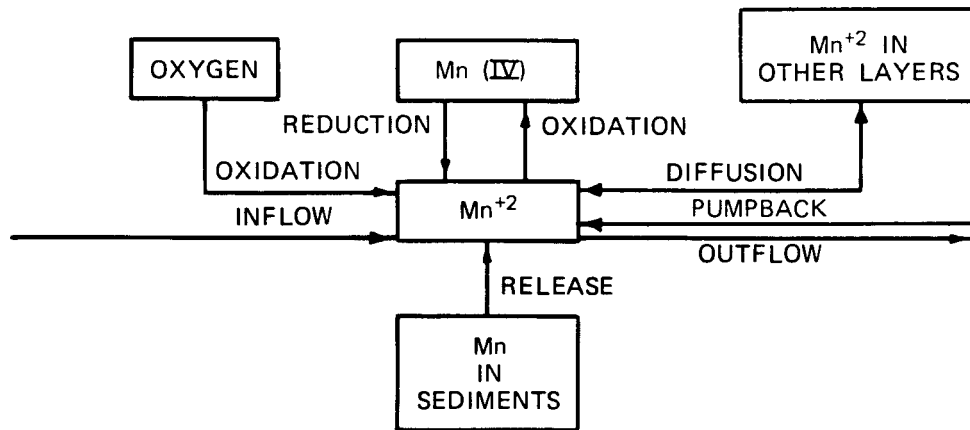 OXYGEN
Mn (IV)
Mn+2 IN
OTHER LAYERS
REDUCTION
OXIDATION
OXIDATION
DIFFUSION
Mn+2
PUMPBACK
INFLOW
OUTFLOW
RELEASE
Mn
IN
SEDIMENTS